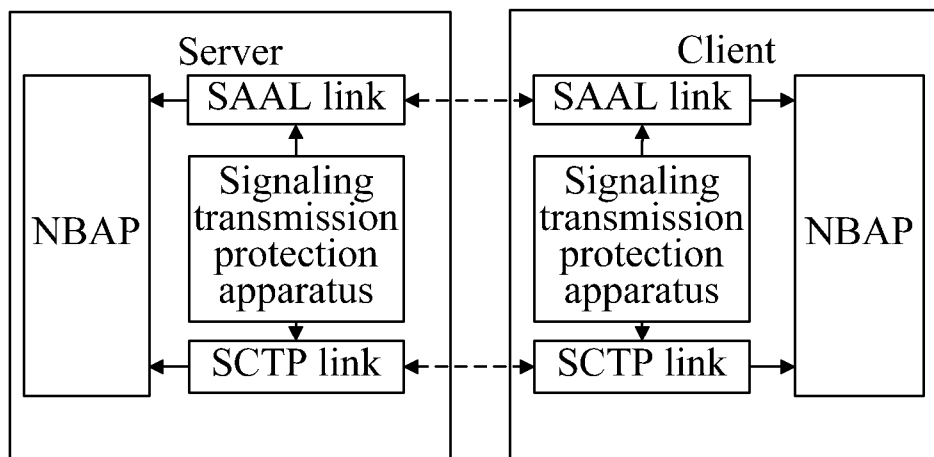 Server
SAAL link
NBAP
Signaling
transmission
protection
apparatus
SCTP link
Client
SAAL link
Signaling
transmission
protection
apparatus
NBAP
SCTP link